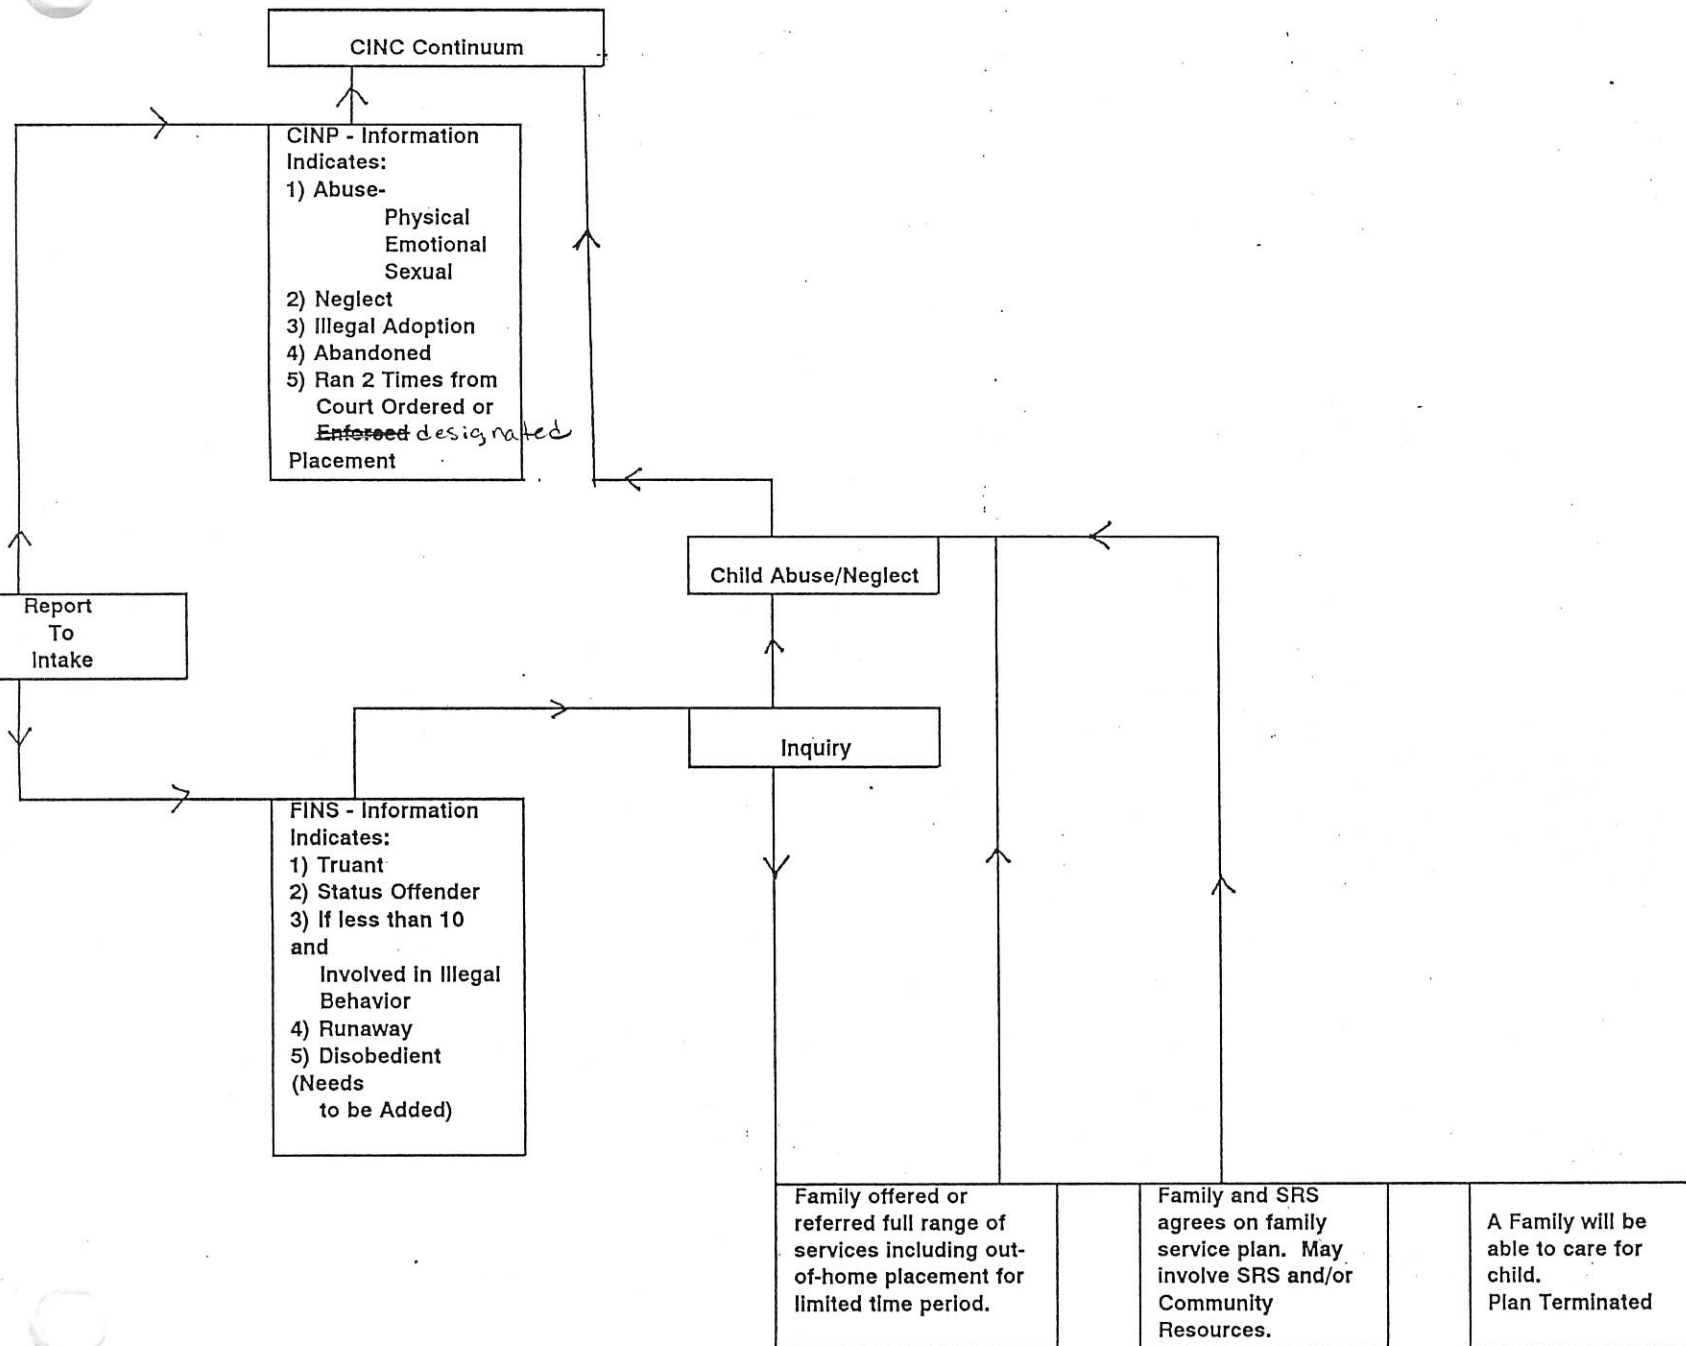 CINC Continuum
CINP - Information
Indicates:
1) Abuse-
Physical
Emotional
Sexual
2) Neglect
3) Illegal Adoption
4) Abandoned
5) Ran 2 Times from
Court Ordered or
Enforced designated
Placement
Child Abuse/Neglect
Report
To
Intake
Inquiry
FINS - Information
Indicates:
1) Truant
2) Status Offender
3) If less than 10
and
Involved in Illegal
Behavior
4) Runaway
5) Disobedient
(Needs
to be Added)
Family offered or
referred full range of
services including out-
of-home placement for
limited time period.
Family and SRS
agrees on family
service plan. May
involve SRS and/or
Community
Resources.
A Family will be
able to care for
child.
Plan Terminated